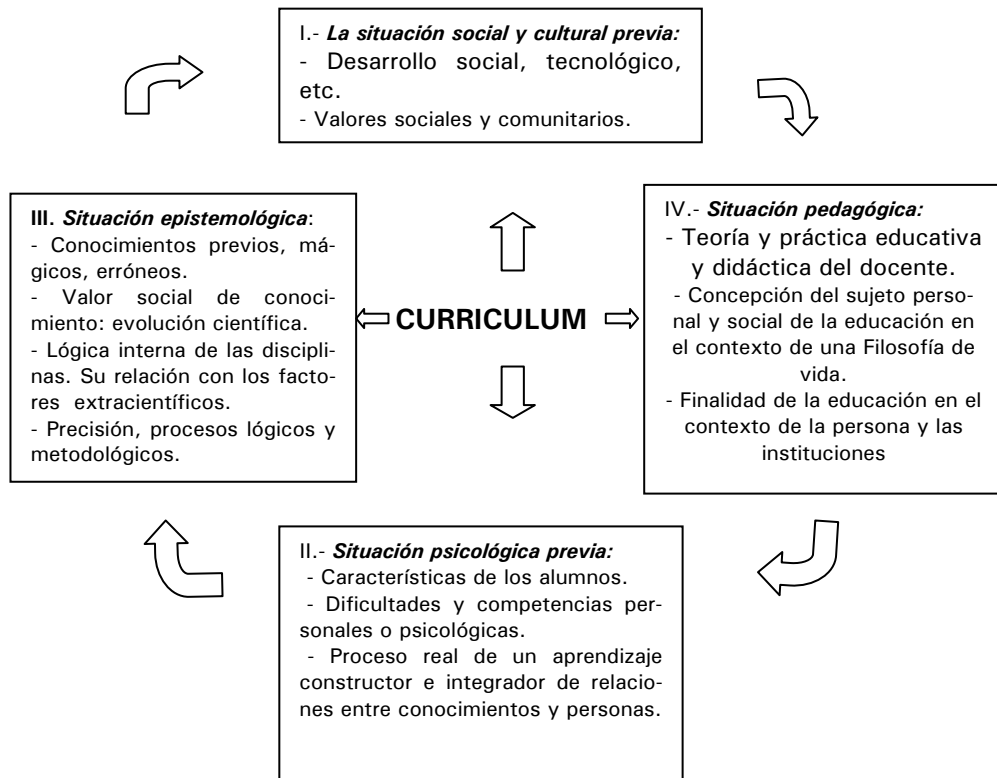 I.- La situación social y cultural previa:
- Desarrollo social, tecnológico,
etc.
- Valores sociales y comunitarios.
III. Situación epistemológica:
- Conocimientos previos, má-
gicos, erróneos.
- Valor social de conoci-
miento: evolución científica.
- Lógica interna de las discipli-
nas. Su relación con los fac-
tores extracientíficos.
- Precisión, procesos lógicos y
metodológicos.
CURRICULUM
IV.- Situación pedagógica:
- Teoría y práctica educativa
y didáctica del docente.
- Concepción del sujeto perso-
nal y social de la educación en
el contexto de una Filosofía de
vida.
- Finalidad de la educación en el
contexto de la persona y las
instituciones
II.- Situación psicológica previa:
- Características de los alumnos.
- Dificultades y competencias per-
sonales o psicológicas.
- Proceso real de un aprendizaje
constructor e integrador de relacio-
nes entre conocimientos y personas.